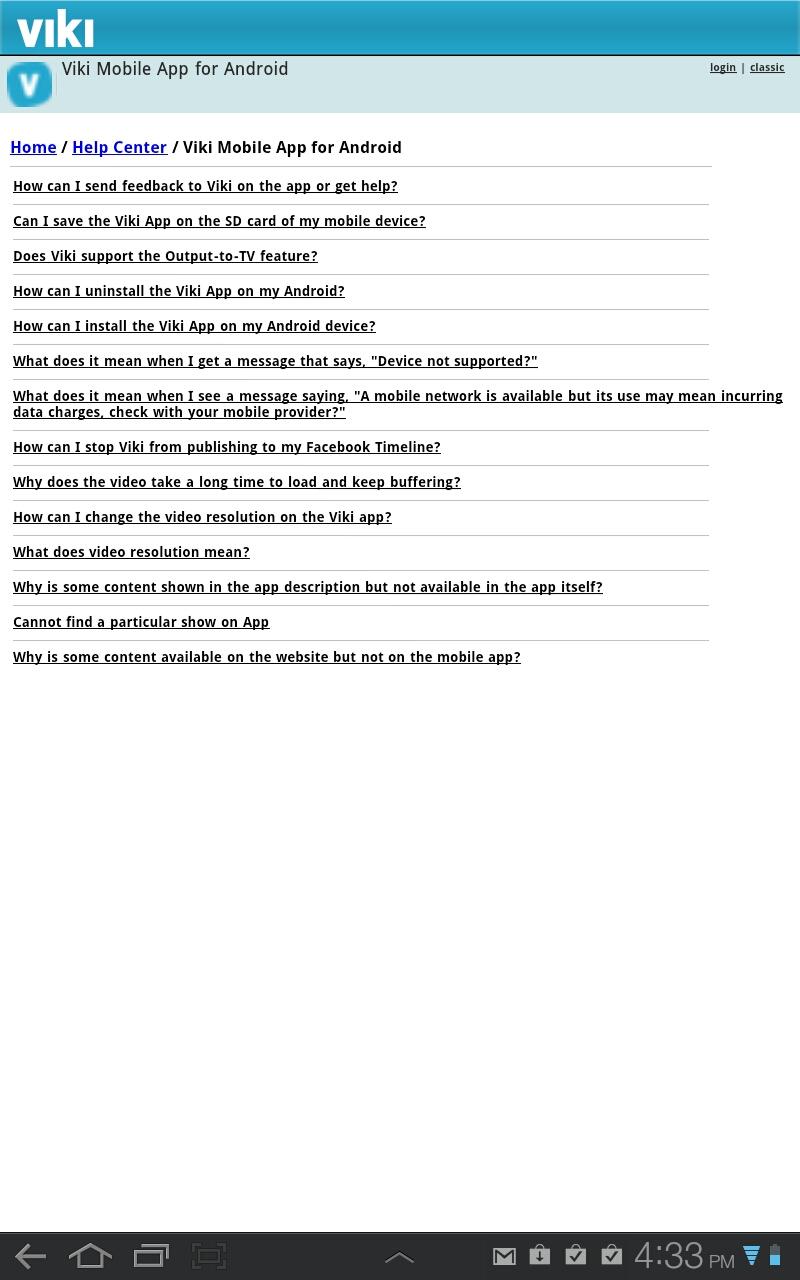 viki
V
Viki Mobile App for Android
login | classic
Home / Help Center / Viki Mobile App for Android
How can I send feedback to Viki on the app or get help?
Can I save the Viki App on the SD card of my mobile device?
Does Viki support the Output-to-TV feature?
How can I uninstall the Viki App on my Android?
How can I install the Viki App on my Android device?
What does it mean when I get a message that says, "Device not supported?"
What does it mean when I see a message saying, "A mobile network is available but its use may mean incurring
data charges, check with your mobile provider?"
How can I stop Viki from publishing to my Facebook Timeline?
Why does the video take a long time to load and keep buffering?
How can I change the video resolution on the Viki app?
What does video resolution mean?
Why is some content shown in the app description but not available in the app itself?
Cannot find a particular show on App
Why is some content available on the website but not on the mobile app?
4:33 PM